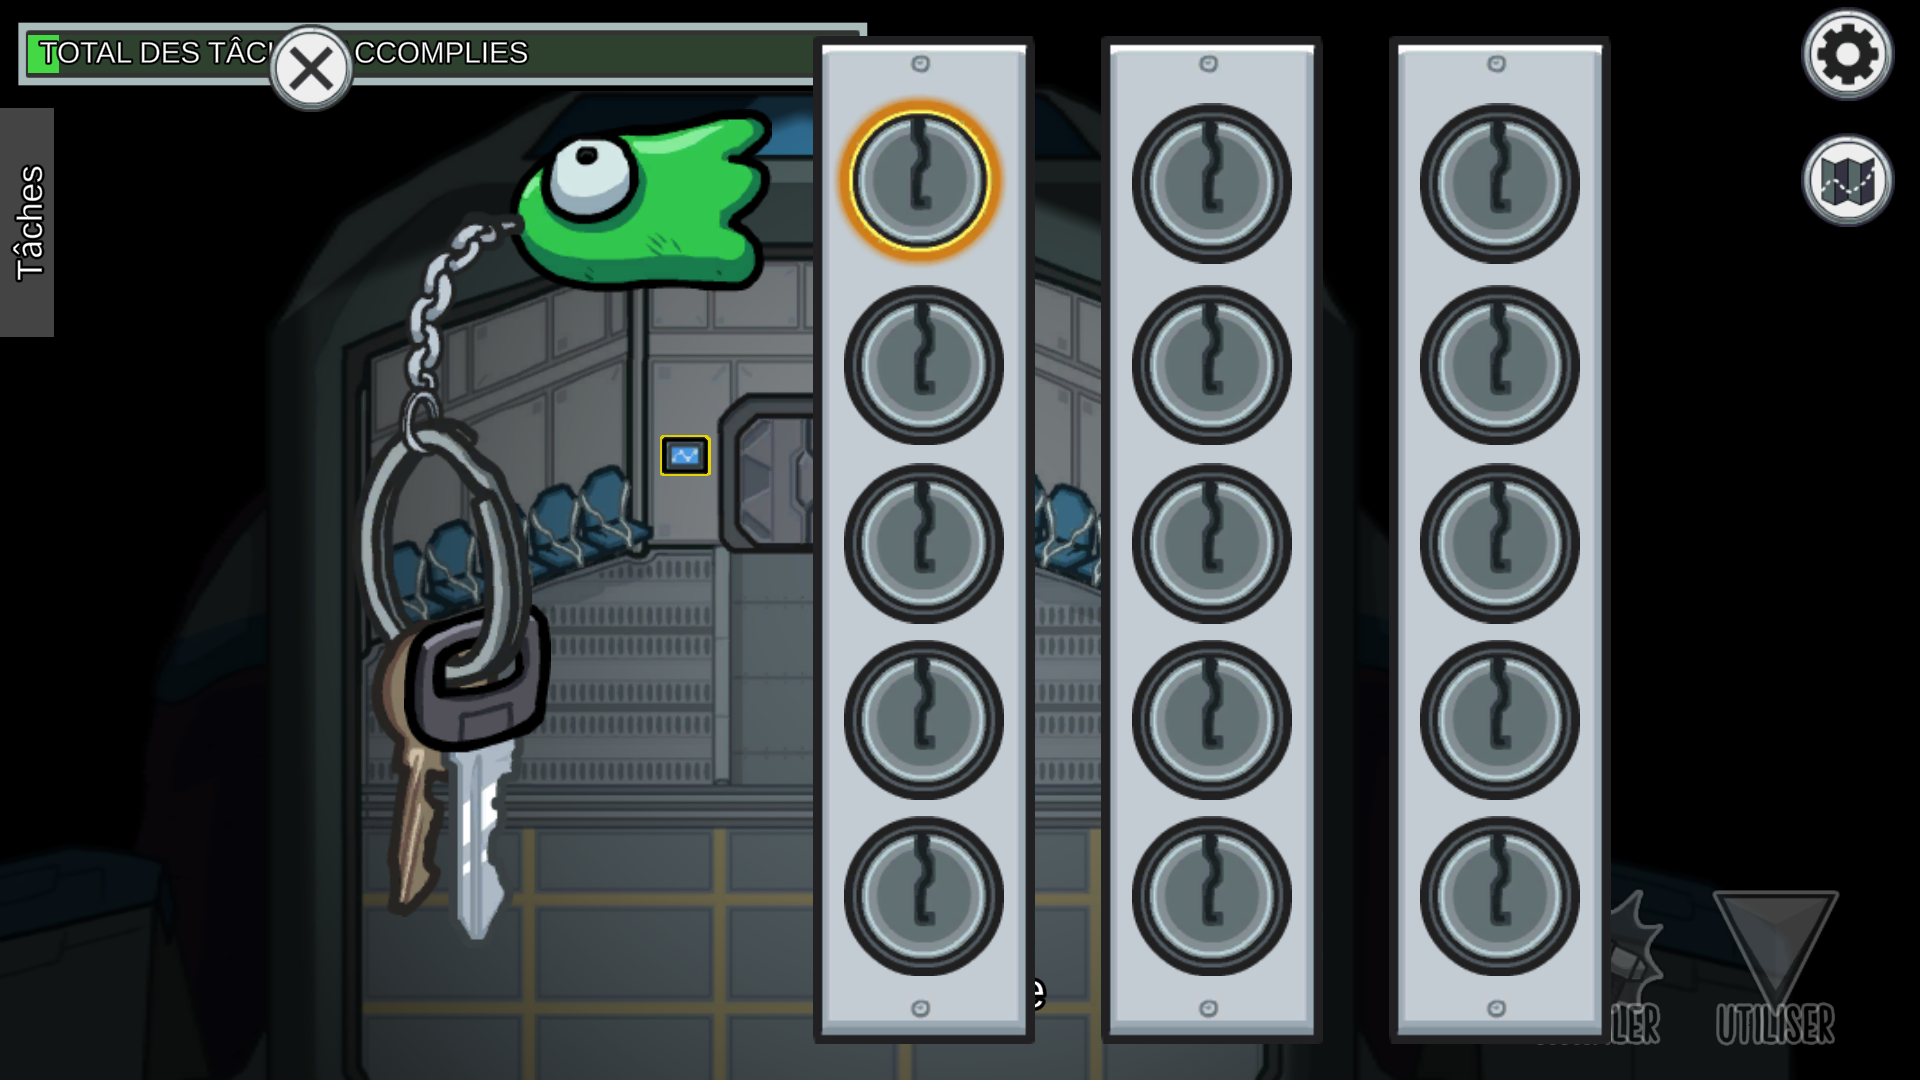 TOTAL DES TÂC CCOMPLIES
Tâches
e
LER
UTILISER